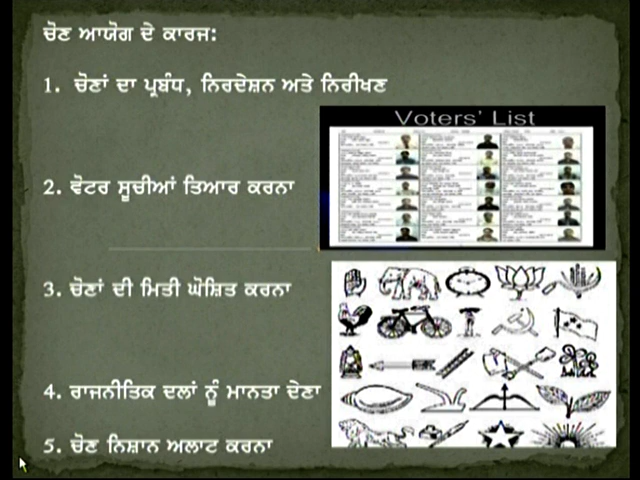 ਚੋਣ ਆਯੋਗ ਦੇ ਕਾਰਜ:
1. ਚੋਣਾਂ ਦਾ ਪ੍ਰਬੰਧ, ਨਿਰਦੇਸ਼ਨ ਅਤੇ ਨਿਰੀਖਣ
Voters' List
2. ਵੋਟਰ ਸੂਚੀਆਂ ਤਿਆਰ ਕਰਨਾ
3. ਚੋਣਾਂ ਦੀ ਮਿਤੀ ਘੋਸ਼ਿਤ ਕਰਨਾ
4. ਰਾਜਨੀਤਿਕ ਦਲਾਂ ਨੂੰ ਮਾਨਤਾ ਦੇਣਾ
5. ਚੋਣ ਨਿਸ਼ਾਨ ਅਲਾਟ ਕਰਨਾ